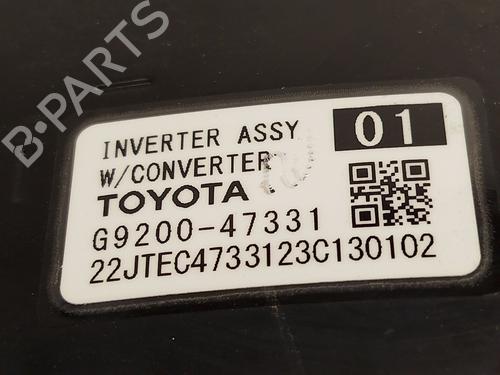 B-PARTS
INVERTER ASSY
01
W/CONVERTER
TOYOTA
G9200-47331
22JTEC4733123C130102